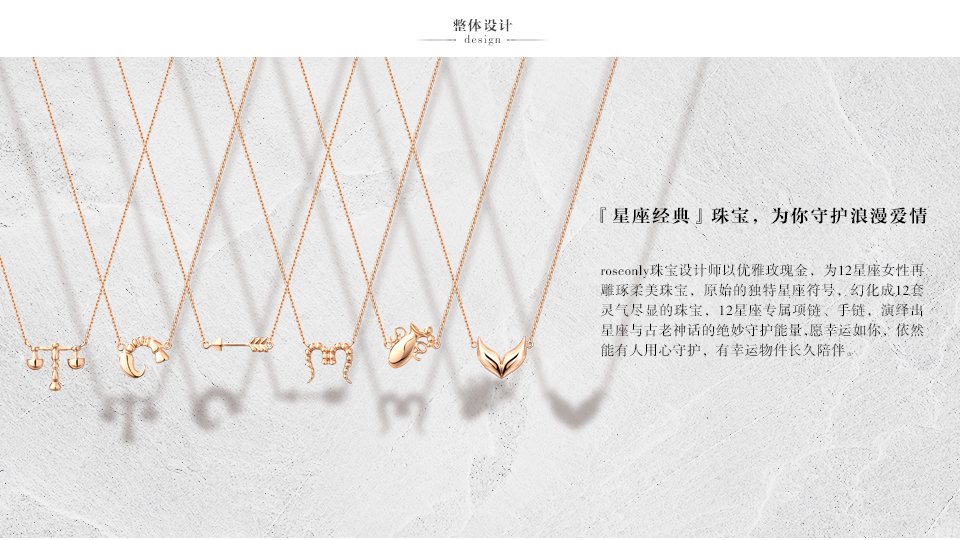 整体设计
design
『星座经典』珠宝，为你守护浪漫爱情
roseonly珠宝设计师以优雅玫瑰金，为12星座女性再
雕琢柔美珠宝，原始的独特星座符号，幻化成12套
灵气尽显的珠宝，12星座专属项链、手链，演绎出
星座与古老神话的绝妙守护能量,愿幸运如你，依然
能有人用心守护，有幸运物件长久陪伴。